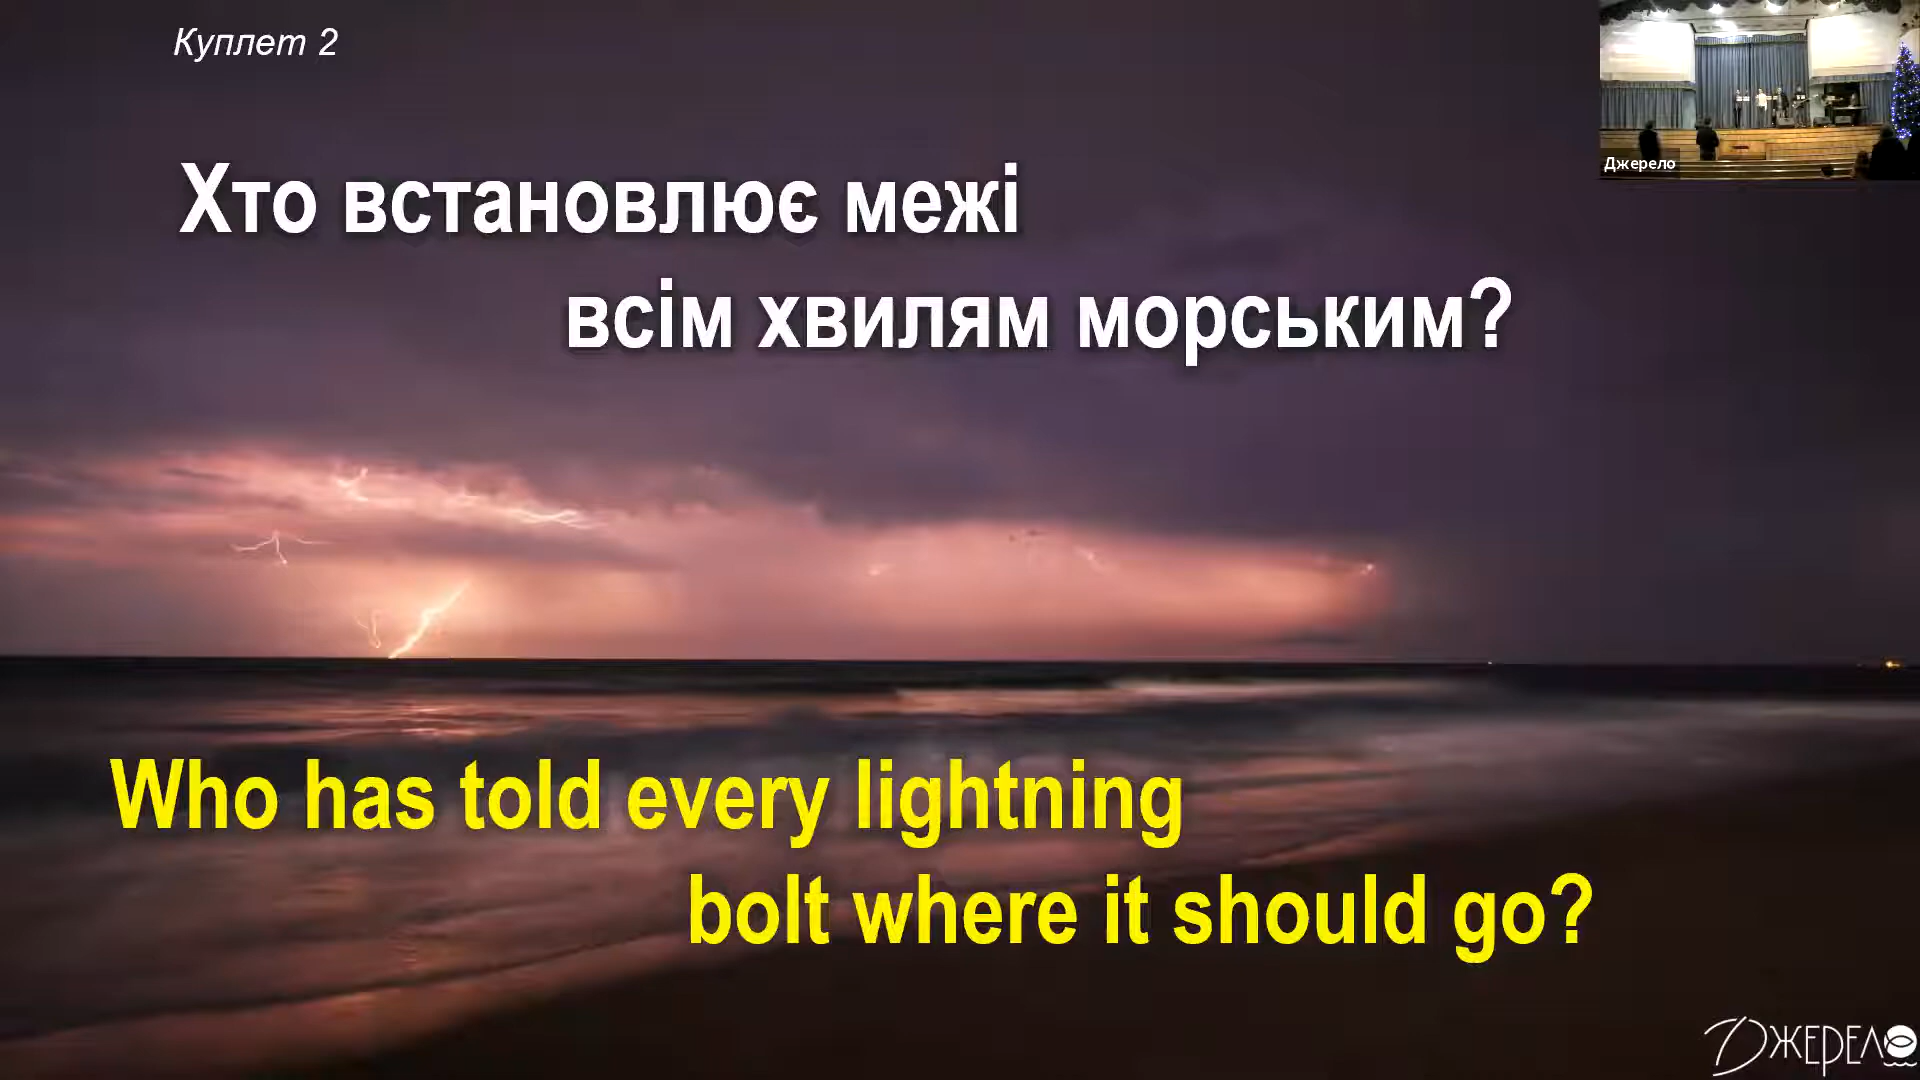 Куплет 2
Джерело
Хто встановлює межі
всім хвилям морським?
Who has told every lightning
bolt where it should go?
ДЖЕРЕЛО